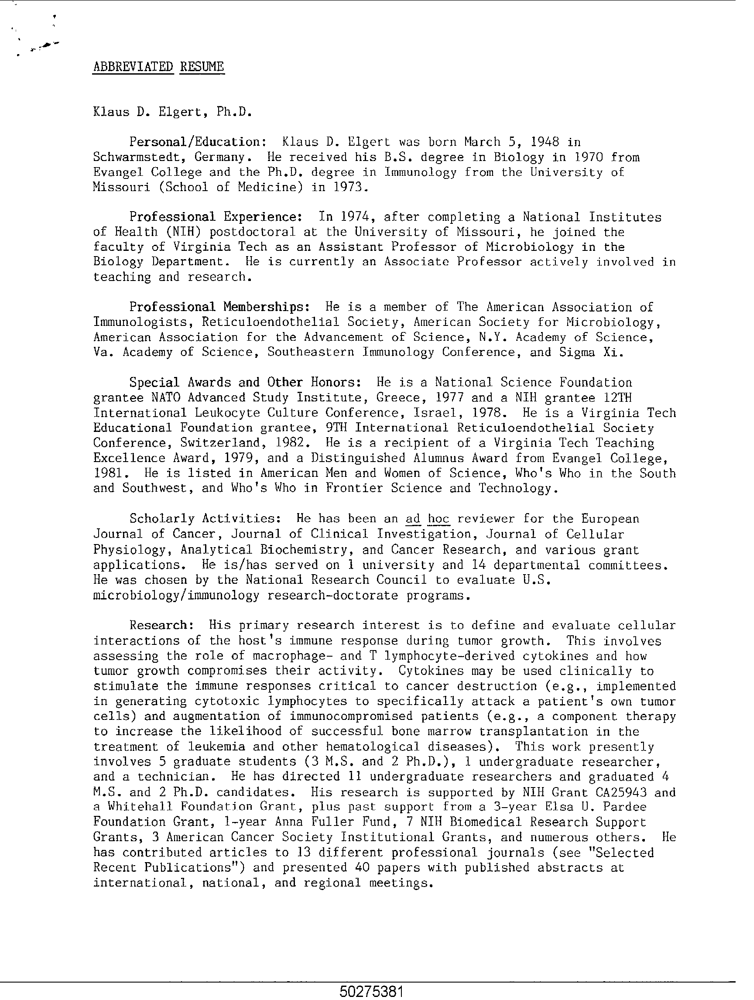 ABBREVIATED RESUME
Klaus D. Elgert, Ph.D.
Personal/Education: Klaus D. Elgert was born March 5, 1948 in
Schwarmstedt, Germany. He received his B.S. degree in Biology in 1970 from
Evangel College and the Ph.D. degree in Immunology from the University of
Missouri (School of Medicine) in 1973.
Professional Experience: In 1974, after completing a National Institutes
of Health (NIH) postdoctoral at the University of Missouri, he joined the
faculty of Virginia Tech as an Assistant Professor of Microbiology in the
Biology Department. He is currently an Associate Professor actively involved in
teaching and research.
Professional Memberships: He is a member of The American Association of
Immunologists, Reticuloendothelial Society, American Society for Microbiology,
American Association for the Advancement of Science, N.Y. Academy of Science,
Va. Academy of Science, Southeastern Immunology Conference, and Sigma Xi.
Special Awards and Other Honors: He is a National Science Foundation
grantee NATO Advanced Study Institute, Greece, 1977 and a NIH grantee 12TH
International Leukocyte Culture Conference, Israel, 1978. He is a Virginia Tech
Educational Foundation grantee, 9TH International Reticuloendothelial Society
Conference, Switzerland, 1982. He is a recipient of a Virginia Tech Teaching
Excellence Award, 1979, and a Distinguished Alumnus Award from Evangel College,
1981. He is listed in American Men and Women of Science, Who's Who in the South
and Southwest, and Who's Who in Frontier Science and Technology.
Scholarly Activities: He has been an ad hoc reviewer for the European
Journal of Cancer, Journal of Clinical Investigation, Journal of Cellular
Physiology, Analytical Biochemistry, and Cancer Research, and various grant
applications. He is/has served on 1 university and 14 departmental committees.
He was chosen by the National Research Council to evaluate U.S.
microbiology/immunology research-doctorate programs.
Research: His primary research interest is to define and evaluate cellular
interactions of the host's immune response during tumor growth. This involves
assessing the role of macrophage- and T lymphocyte-derived cytokines and how
tumor growth compromises their activity. Cytokines may be used clinically to
stimulate the immune responses critical to cancer destruction (e.g., implemented
in generating cytotoxic lymphocytes to specifically attack a patient's own tumor
cells) and augmentation of immunocompromised patients (e.g., a component therapy
to increase the likelihood of successful bone marrow transplantation in the
treatment of leukemia and other hematological diseases). This work presently
involves 5 graduate students (3 M.S. and 2 Ph.D.), 1 undergraduate researcher,
and a technician. He has directed 11 undergraduate researchers and graduated 4
M.S. and 2 Ph.D. candidates. His research is supported by NIH Grant CA25943 and
a Whitehall Foundation Grant, plus past support from a 3-year Elsa U. Pardee
Foundation Grant, 1-year Anna Fuller Fund, 7 NIH Biomedical Research Support
Grants, 3 American Cancer Society Institutional Grants, and numerous others. He
has contributed articles to 13 different professional journals (see "Selected
Recent Publications") and presented 40 papers with published abstracts at
international, national, and regional meetings.
50275381